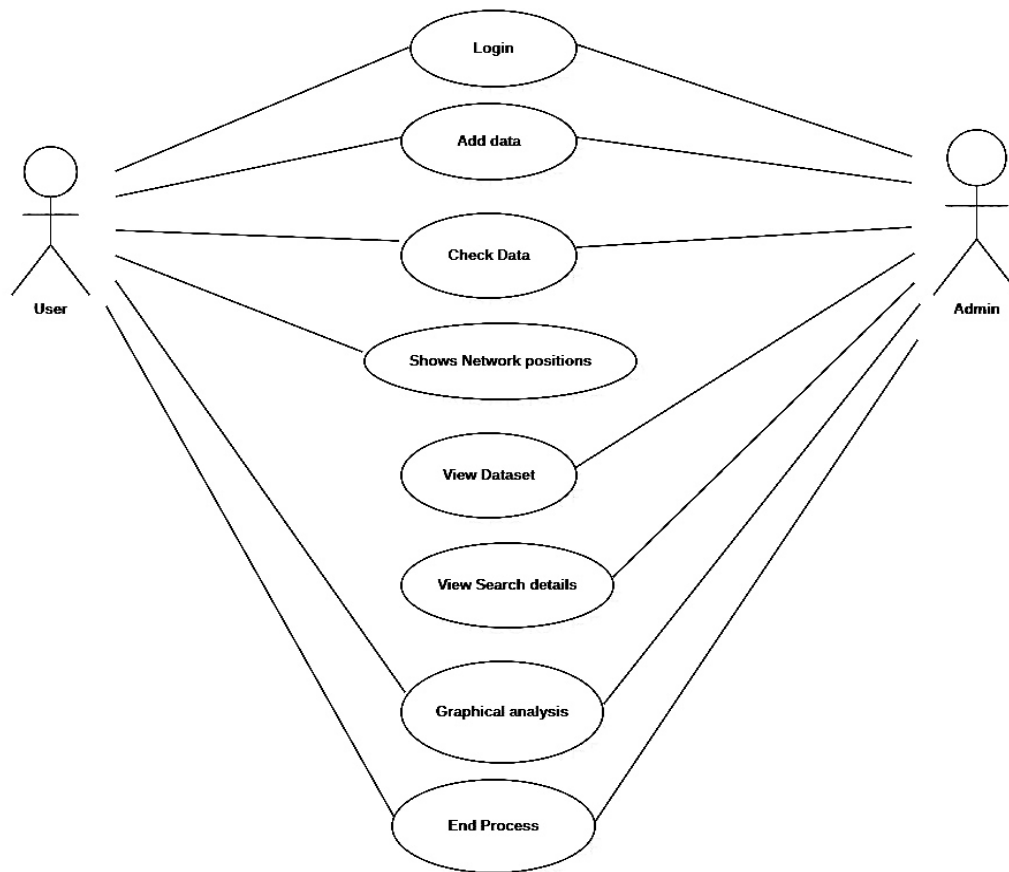 Login
Add data
Check Data
User
Admin
Shows Network positions
View Dataset
View Search details
Graphical analysis
End Process